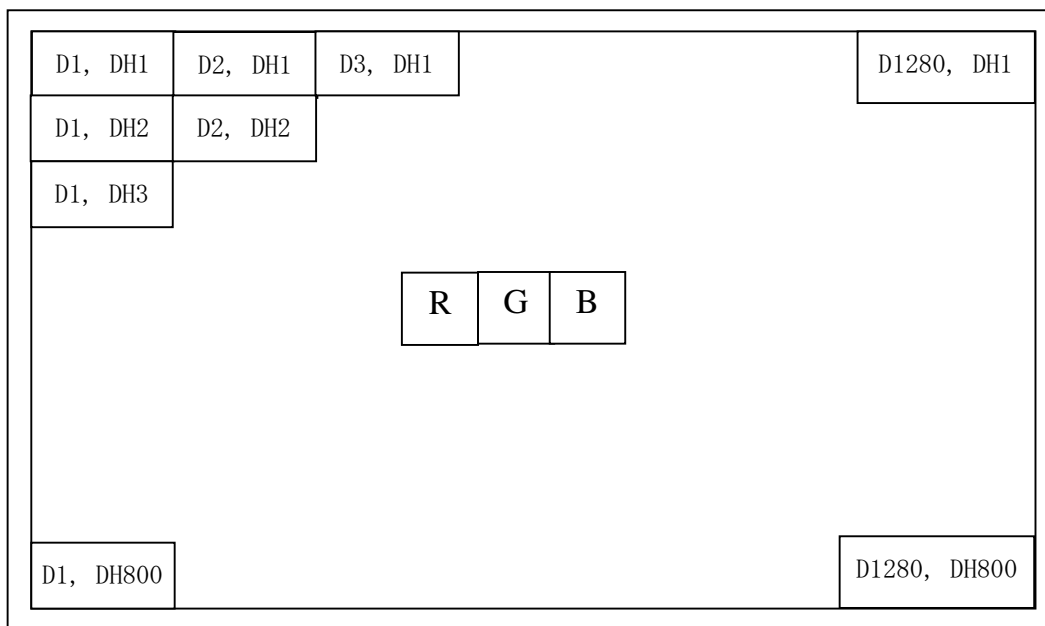 D1, DH1 D2, DH1 D3, DH1 D1280, DH1
D1, DH2 D2, DH2
D1, DH3
R G B
D1, DH800 D1280, DH800